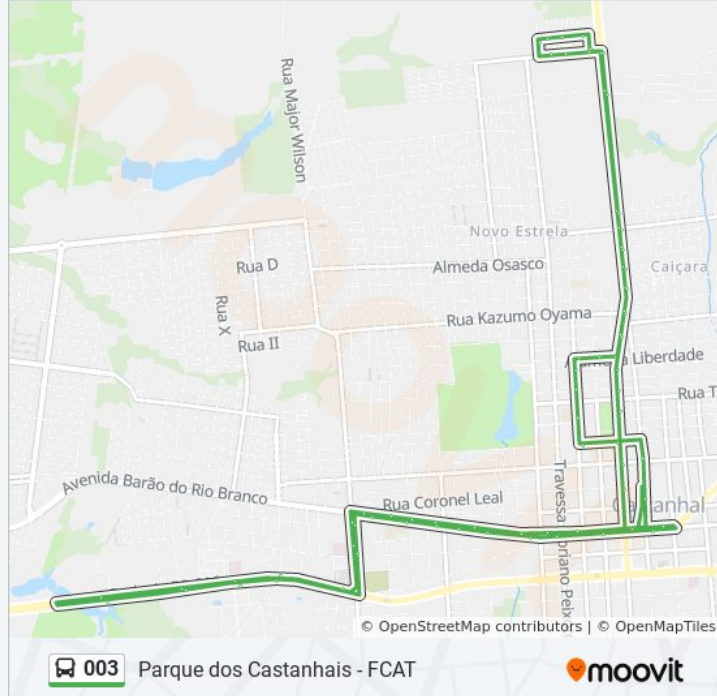 Rua Major Wilson
Novo Estrela
Rua D
Almeda Osasco
Caiçara
Rua X
Rua Kazumo Oyama
Rua II
Liberdade
Rua T
Avenida Barão do Rio Branco
Rua Coronel Leal
Travessa
© OpenStreetMap contributors | © OpenMapTiles
003 Parque dos Castanhais - FCAT
moovit